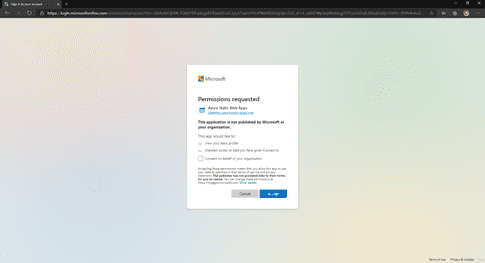 Sign in to your account
https://login.microsoftonline.com
Microsoft
Permissions requested
Azure Static Web Apps
identity.azurestaticapps.net
This application is not published by Microsoft or
your organization.
This app would like to:
View your basic profile
Maintain access to data you have given it access to
Consent on behalf of your organization
Accepting these permissions means that you allow this app to use
your data as specified in their terms of service and privacy
statement. The publisher has not provided links to their terms
for you to review. You can change these permissions at
https://myapps.microsoft.com. Show details
Cancel
Terms of use Privacy & cookies